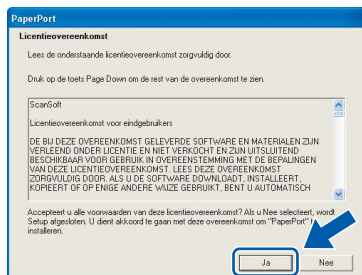 PaperPort
Licentieovereenkomst
Lees de onderstaande licentieovereenkomst zorgvuldig door.
Druk op de toets Page Down om de rest van de overeenkomst te zien.
ScanSoft
Licentieovereenkomst voor eindgebruikers
DE BIJ DEZE OVEREENKOMST GELEVERDE SOFTWARE EN MATERIALEN ZIJN
VERLEEND ONDER LICENTIE EN NIET VERKOCHT EN ZIJN UITSLUITEND
BESCHIKBAAR VOOR GEBRUIK IN OVEREENSTEMMING MET DE BEPALINGEN
VAN DEZE LICENTIEOVEREENKOMST. LEES DEZE OVEREENKOMST
ZORGVULDIG DOOR. ALS U DE SOFTWARE DOWNLOADT, INSTALLEERT,
KOPIEERT OF OP ENIGE ANDERE WIJZE GEBRUIKT, BENT U AUTOMATISCH
Accepteert u alle voorwaarden van deze licentieovereenkomst? Als u Nee selecteert, wordt
Setup afgesloten. U dient akkoord te gaan met deze overeenkomst om "PaperPort" te
installeren.
Ja
Nee